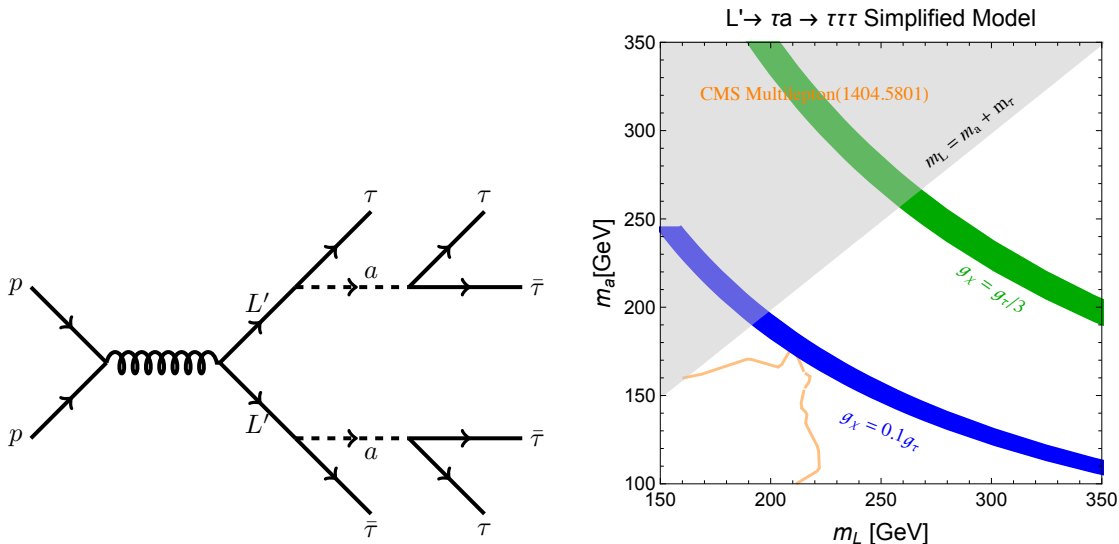 τ
τ
p
a
τ̄
L′
L′
p
a
τ̄
τ̄
τ
L'→ τa → τττ Simplified Model
350
300
250
200
150
100
m_a[GeV]
CMS Multilepton(1404.5801)
m_L = m_a + m_τ
g_χ = g_τ/3
g_χ = 0.1g_τ
150
200
250
300
350
m_L [GeV]